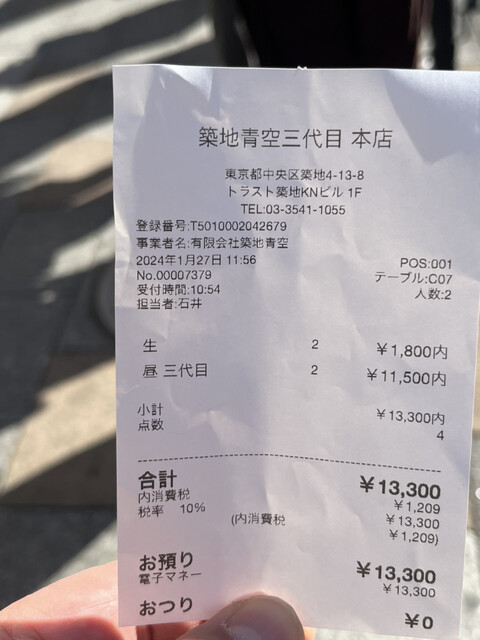 築地青空三代目 本店
東京都中央区築地4-13-8
トラスト築地KNビル 1F
TEL:03-3541-1055
登録番号:T5010002042679
事業者名:有限会社築地青空
2024年1月27日 11:56 POS:001
No.00007379 テーブル:C07
受付時間:10:54 人数:2
担当者:石井
生 2 ¥1,800内
昼 三代目 2 ¥11,500内
小計 ¥13,300内
点数 4
合計 ¥13,300
内消費税 ¥1,209
税率 10% ¥13,300
(内消費税 ¥1,209)
お預り ¥13,300
電子マネー ¥13,300
おつり ¥0